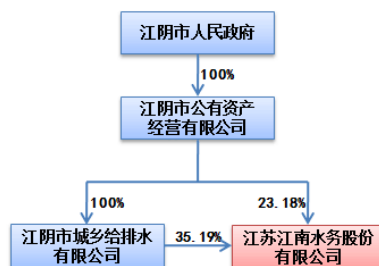 江阴市人民政府
100%
江阴市公有资产
经营有限公司
100%
23.18%
江阴市城乡给排水
有限公司
35.19%
江苏江南水务股份
有限公司